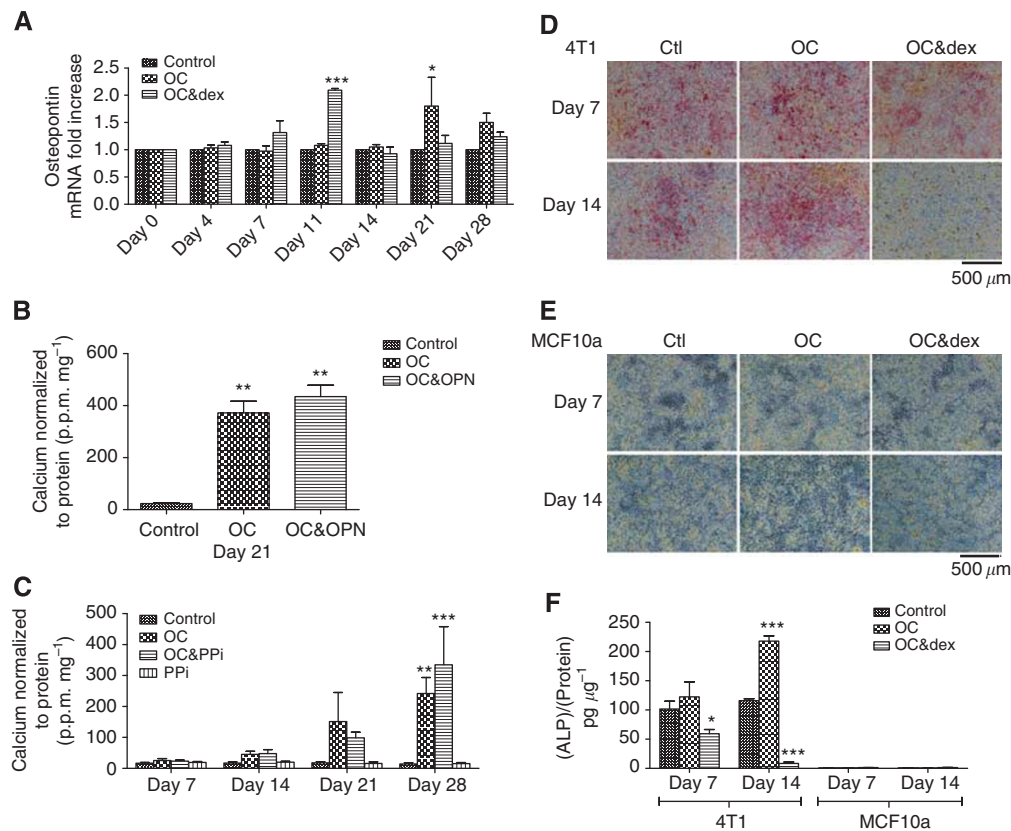 A
Osteopontin
mRNA fold increase
2.5
2.0
1.5
1.0
0.5
0.0
Control
OC
OC&dex
***
*
Day 0
Day 4
Day 7
Day 11
Day 14
Day 21
Day 28
B
Calcium normalized
to protein (p.p.m. mg⁻¹)
600
400
200
0
**
**
Control
OC
OC&OPN
Control
OC
OC&OPN
Day 21
C
Calcium normalized
to protein
(p.p.m. mg⁻¹)
500
400
300
200
100
0
Control
OC
OC&PPi
PPi
**
***
Day 7
Day 14
Day 21
Day 28
D
4T1
Ctl
OC
OC&dex
Day 7
Day 14
500 μm
E
MCF10a
Ctl
OC
OC&dex
Day 7
Day 14
500 μm
F
(ALP)/(Protein)
pg μg⁻¹
250
200
150
100
50
0
Control
OC
OC&dex
*
***
***
Day 7
Day 14
Day 7
Day 14
4T1
MCF10a